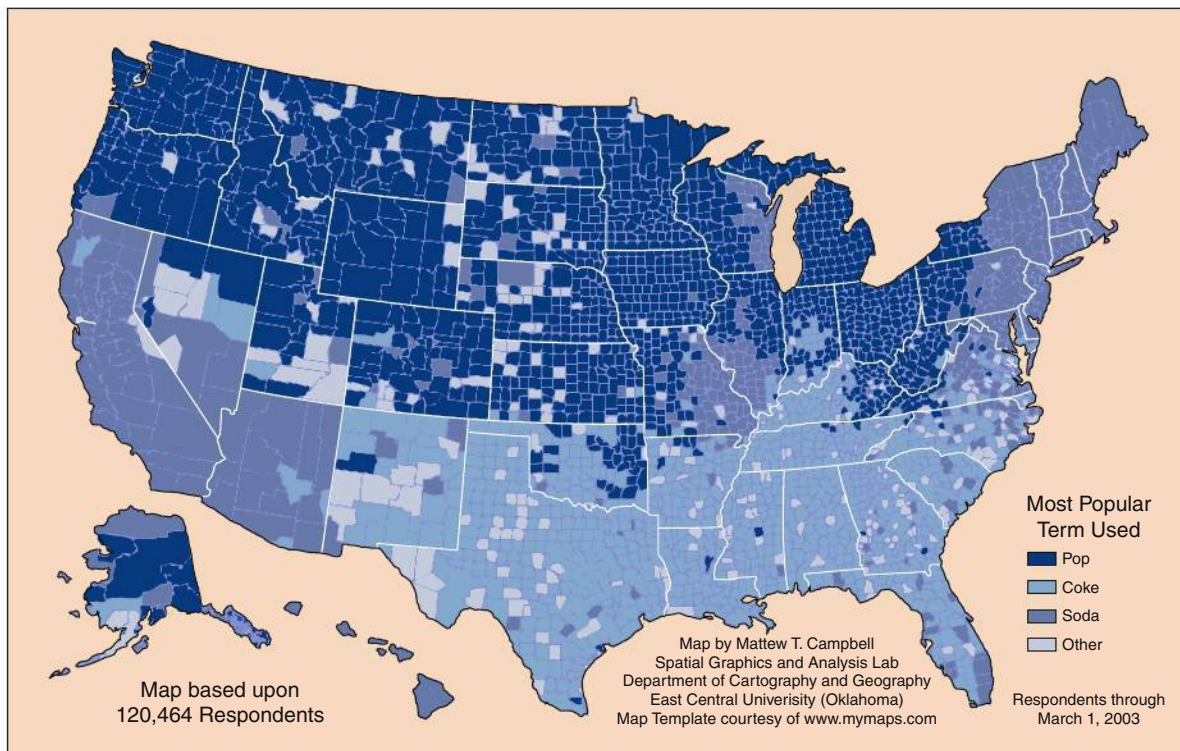 Most Popular
Term Used
Pop
Coke
Soda
Other
Map by Mattew T. Campbell
Spatial Graphics and Analysis Lab
Department of Cartography and Geography
East Central Univerisity (Oklahoma)
Map Template courtesy of www.mymaps.com
Map based upon
120,464 Respondents
Respondents through
March 1, 2003